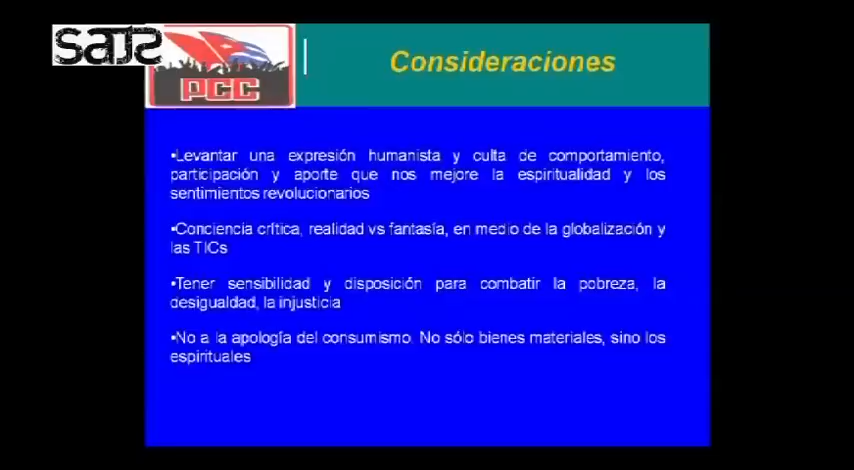 SATS
PCC
Consideraciones
•Levantar una expresión humanista y culta de comportamiento,
participación y aporte que nos mejore la espiritualidad y los
sentimientos revolucionarios
•Conciencia crítica, realidad vs fantasía, en medio de la globalización y
las TICs
•Tener sensibilidad y disposición para combatir la pobreza, la
desigualdad, la injusticia
•No a la apología del consumismo. No sólo bienes materiales, sino los
espirituales